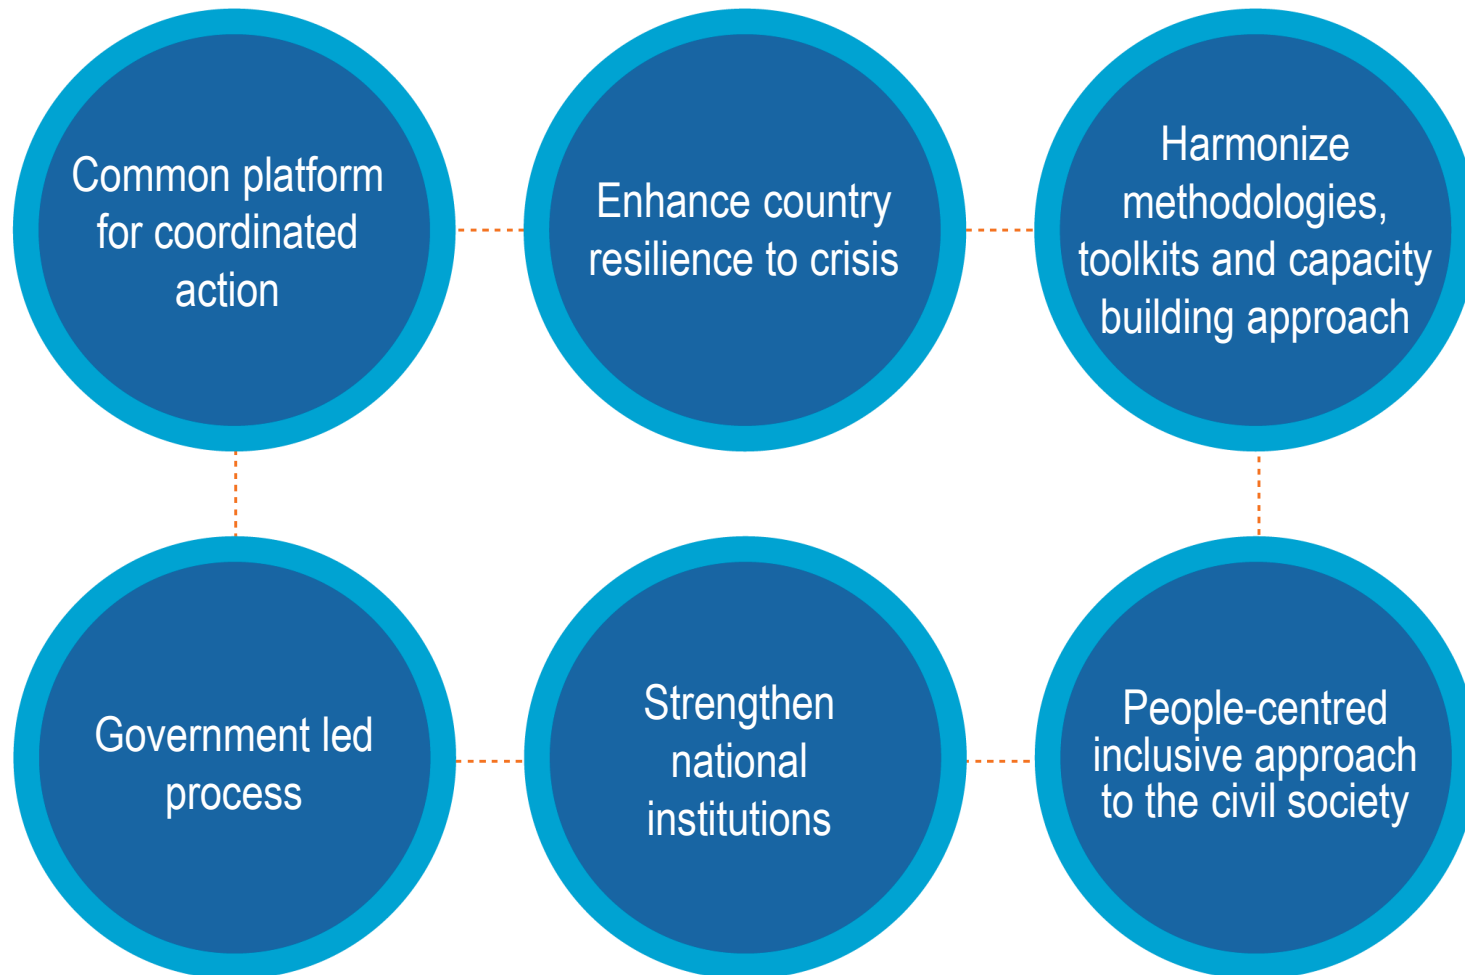 Common platform
for coordinated
action
Enhance country
resilience to crisis
Harmonize
methodologies,
toolkits and capacity
building approach
Government led
process
Strengthen
national
institutions
People-centred
inclusive approach
to the civil society